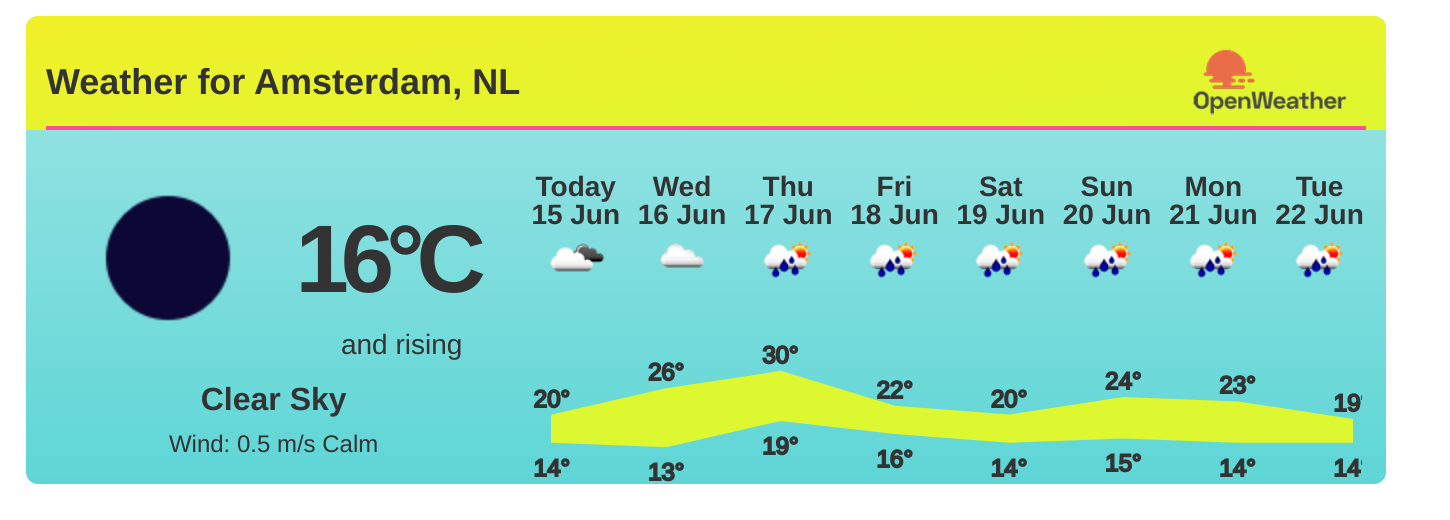 Weather for Amsterdam, NL
OpenWeather
16°C
and rising
Clear Sky
Wind: 0.5 m/s Calm
Today Wed Thu Fri Sat Sun Mon Tue
15 Jun 16 Jun 17 Jun 18 Jun 19 Jun 20 Jun 21 Jun 22 Jun
20° 26° 30° 22° 20° 24° 23° 19°
14° 13° 19° 16° 14° 15° 14° 14°